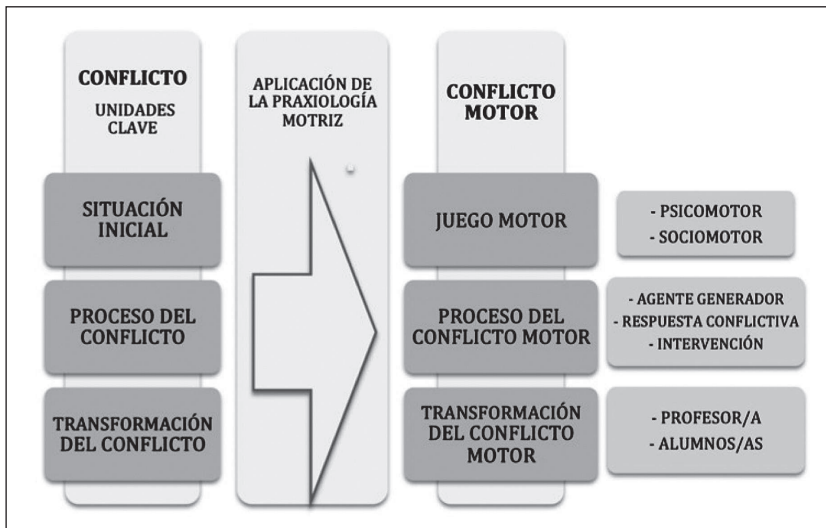 CONFLICTO
UNIDADES
CLAVE
SITUACIÓN
INICIAL
PROCESO DEL
CONFLICTO
TRANSFORMACIÓN
DEL CONFLICTO
APLICACIÓN DE
LA PRAXIOLOGÍA
MOTRIZ
CONFLICTO
MOTOR
JUEGO MOTOR
PROCESO DEL
CONFLICTO MOTOR
TRANSFORMACIÓN
DEL CONFLICTO
MOTOR
- PSICOMOTOR
- SOCIOMOTOR
- AGENTE GENERADOR
- RESPUESTA CONFLICTIVA
- INTERVENCIÓN
- PROFESOR/A
- ALUMNOS/AS